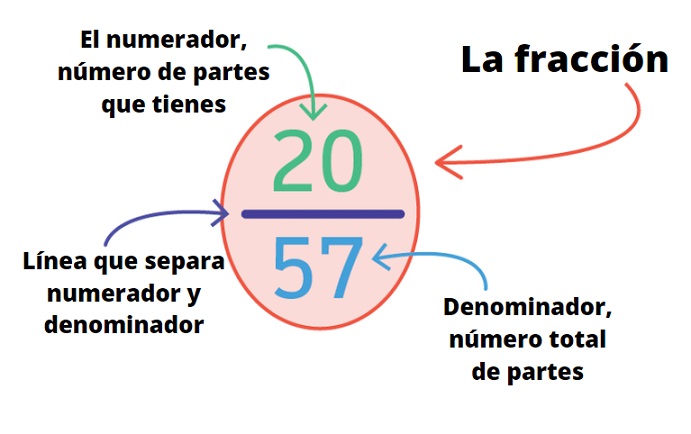 El numerador,
número de partes
que tienes
La fracción
20
57
Línea que separa
numerador y
denominador
Denominador,
número total
de partes